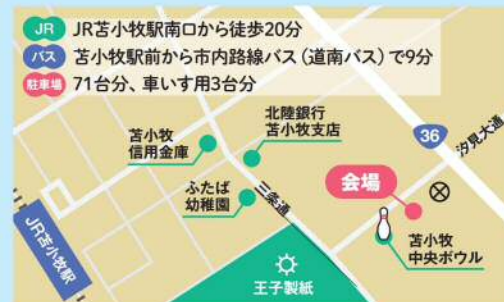 JR JR苫小牧駅南口から徒歩20分
バス 苫小牧駅前から市内路線バス（道南バス）で9分
駐車場 71台分、車いす用3台分
北陸銀行
苫小牧支店
36
汐見大通
苫小牧
信用金庫
ふたば
幼稚園
三条通
会場
JR苫小牧駅
苫小牧
中央ボウル
王子製紙